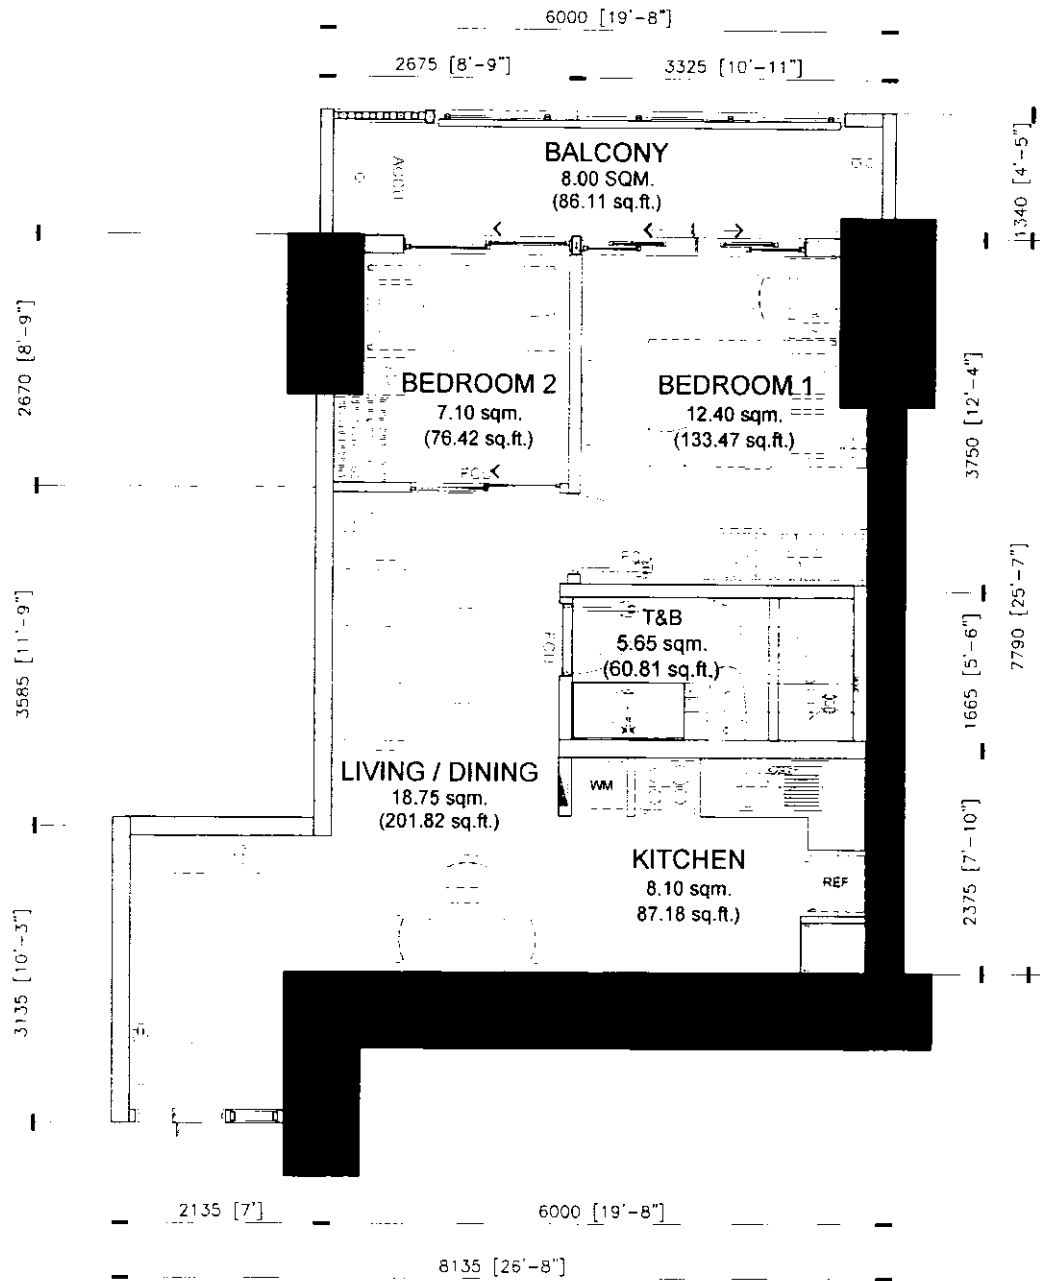 6000 [19'-8"]
2675 [8'-9"]
3325 [10'-11"]
1340 [4'-5"]
BALCONY
8.00 SQM.
(86.11 sq.ft.)
ACCU
2670 [8'-9"]
BEDROOM 2
7.10 sqm.
(76.42 sq.ft.)
BEDROOM 1
12.40 sqm.
(133.47 sq.ft.)
3750 [12'-4"]
7790 [25'-7"]
3585 [11'-9"]
T&B
5.65 sqm.
(60.81 sq.ft.)
1665 [5'-6"]
LIVING / DINING
18.75 sqm.
(201.82 sq.ft.)
WM
KITCHEN
8.10 sqm.
87.18 sq.ft.)
REF
2375 [7'-10"]
3135 [10'-3"]
2135 [7']
6000 [19'-8"]
8135 [26'-8"]